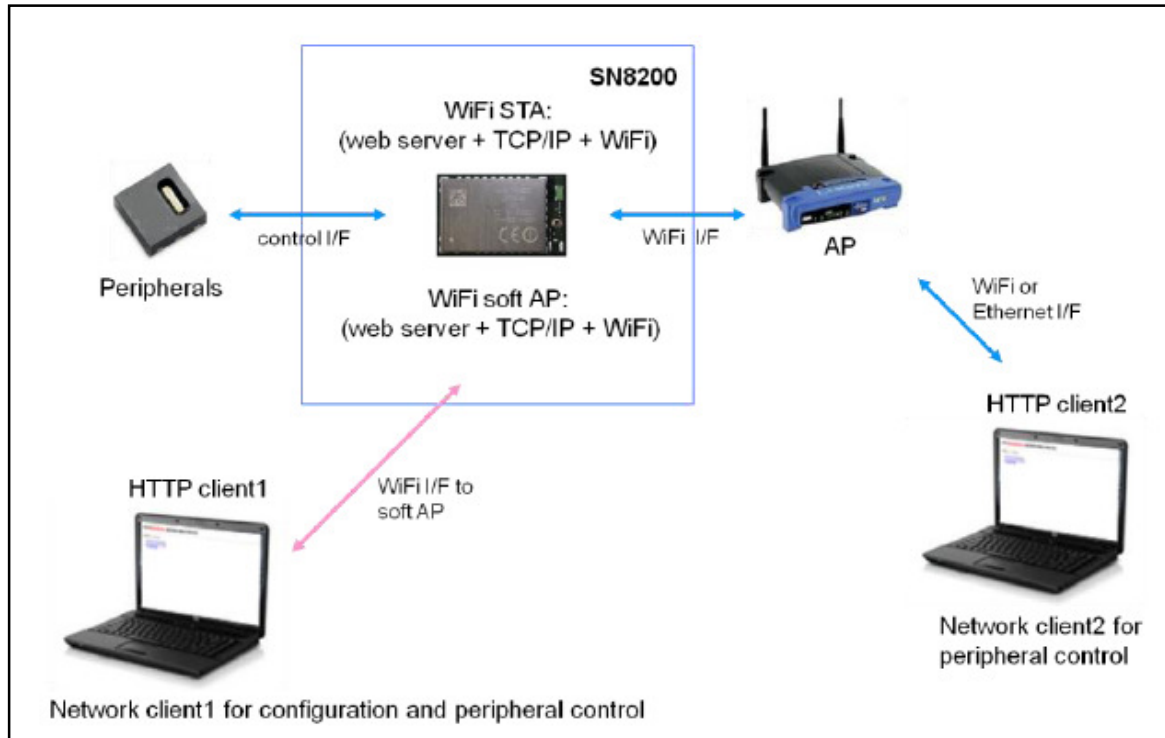 SN8200
WiFi STA:
(web server + TCP/IP + WiFi)
control I/F
WiFi I/F
Peripherals
AP
WiFi soft AP:
(web server + TCP/IP + WiFi)
WiFi or
Ethernet I/F
HTTP client2
HTTP client1
WiFi I/F to
soft AP
Network client2 for
peripheral control
Network client1 for configuration and peripheral control